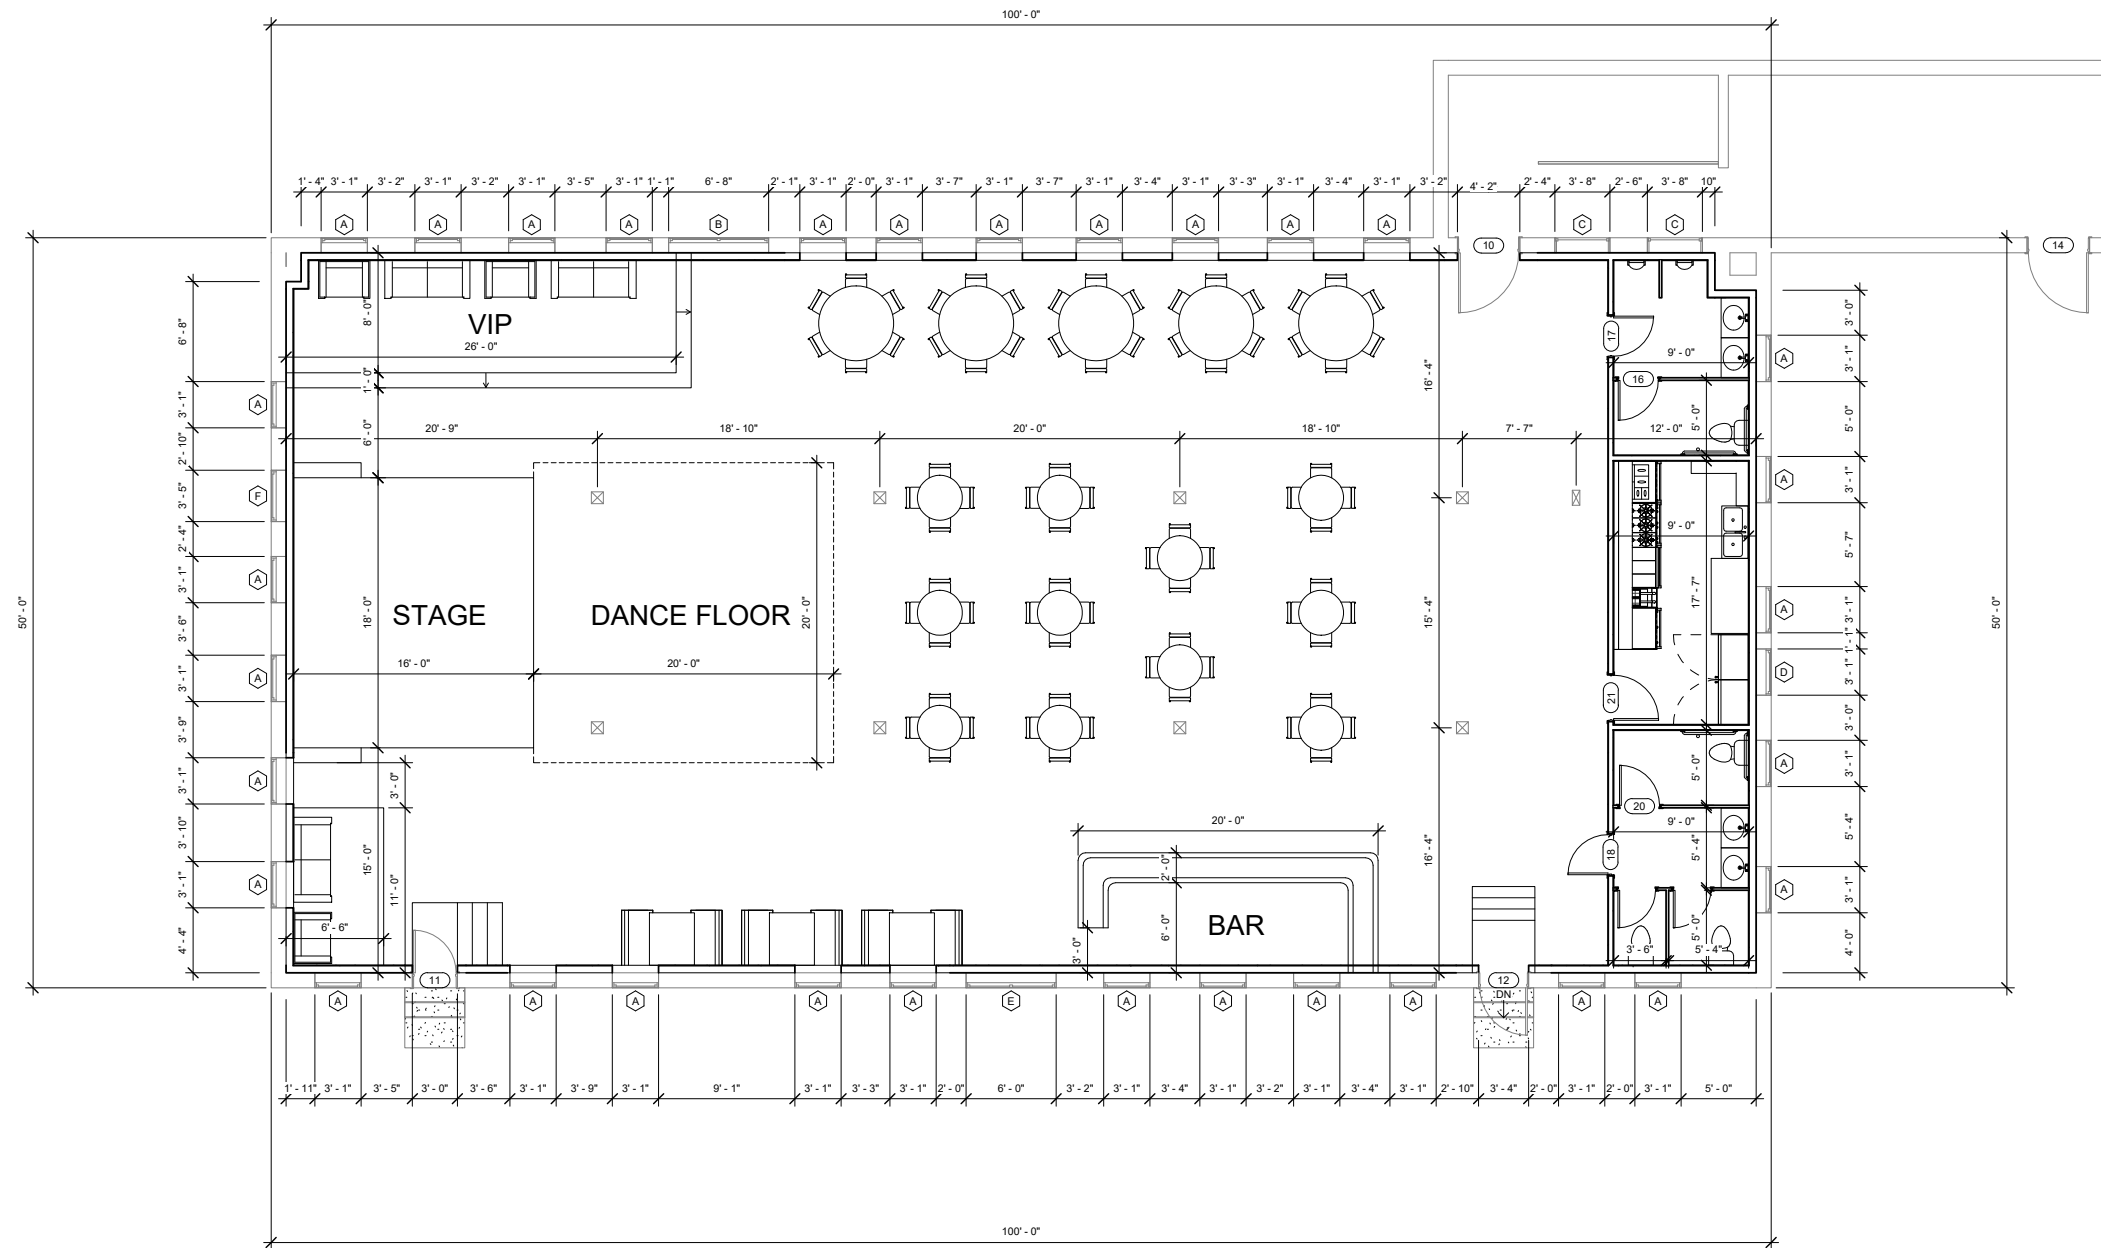 100' - 0"
1' - 4" 3' - 1" 3' - 2" 3' - 1" 3' - 2" 3' - 1" 3' - 5" 3' - 1" 1' - 1" 6' - 8" 2' - 1" 3' - 1" 2' - 0" 3' - 1" 3' - 7" 3' - 1" 3' - 7" 3' - 1" 3' - 4" 3' - 1" 3' - 3" 3' - 1" 3' - 4" 3' - 1" 3' - 2" 4' - 2" 2' - 4" 3' - 8" 2' - 6" 3' - 8" 10"
A A A A B A A A A A A A C C
10 14
50' - 0"
6' - 8"
3' - 1"
2' - 10"
3' - 5"
2' - 4"
3' - 1"
3' - 6"
3' - 1"
3' - 9"
3' - 1"
3' - 10"
3' - 1"
4' - 4"
A
F
A
A
A
A
VIP
8' - 0"
26' - 0"
1' - 0"
6' - 0"
20' - 9" 18' - 10" 20' - 0" 18' - 10" 7' - 7" 12' - 0"
STAGE
DANCE FLOOR
18' - 0"
20' - 0"
16' - 0" 20' - 0"
3' - 0"
15' - 0"
11' - 0"
6' - 6"
16' - 4"
15' - 4"
16' - 4"
20' - 0"
2' - 0"
6' - 0"
3' - 0"
BAR
17
9' - 0"
16
5' - 0"
9' - 0"
17' - 7"
21
5' - 0"
20
9' - 0"
18
5' - 4"
5' - 0"
3' - 6" 5' - 4"
A
A
A
D
A
A
3' - 0"
3' - 1"
5' - 0"
3' - 1"
5' - 7"
3' - 1"
1' - 1"
3' - 1"
3' - 0"
3' - 1"
5' - 4"
3' - 1"
4' - 0"
50' - 0"
11 12
DN
A A A A A E A A A A A A
1' - 11" 3' - 1" 3' - 5" 3' - 0" 3' - 6" 3' - 1" 3' - 9" 3' - 1" 9' - 1" 3' - 1" 3' - 3" 3' - 1" 2' - 0" 6' - 0" 3' - 2" 3' - 1" 3' - 4" 3' - 1" 3' - 2" 3' - 1" 3' - 4" 3' - 1" 2' - 10" 3' - 4" 2' - 0" 3' - 1" 2' - 0" 3' - 1" 5' - 0"
100' - 0"